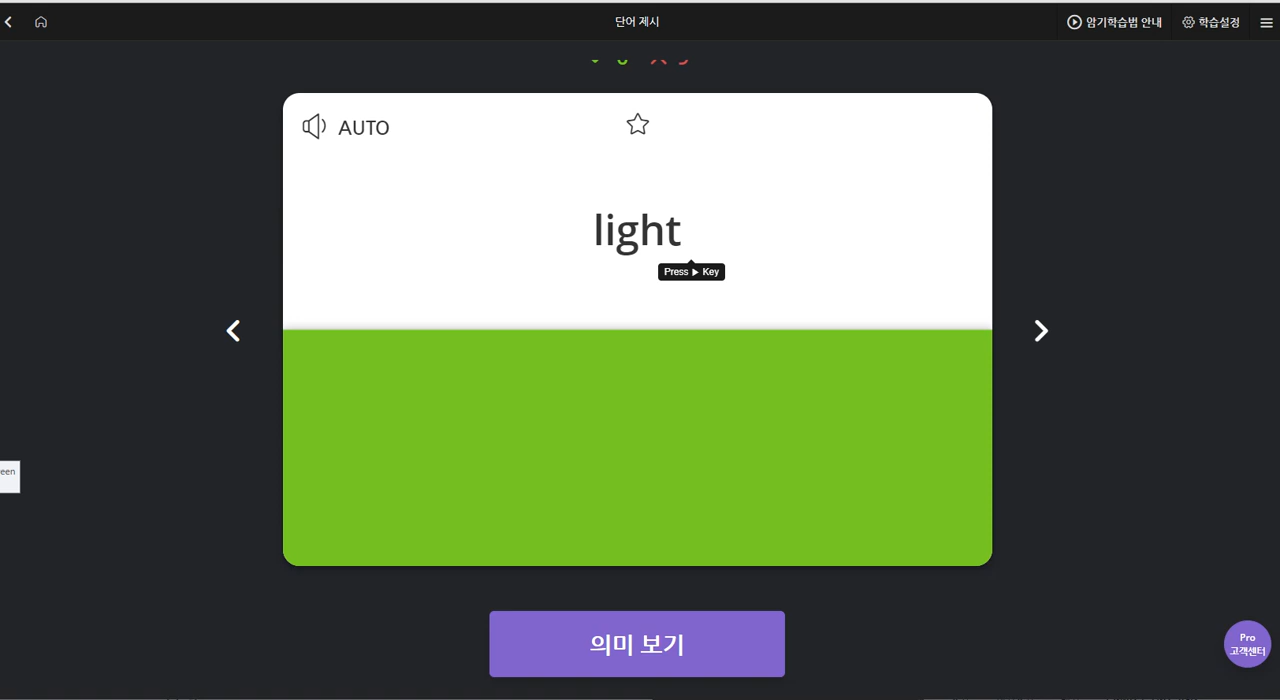 단어 제시
암기학습법 안내
학습설정
AUTO
light
Press ▶ Key
een
의미 보기
Pro
고객센터